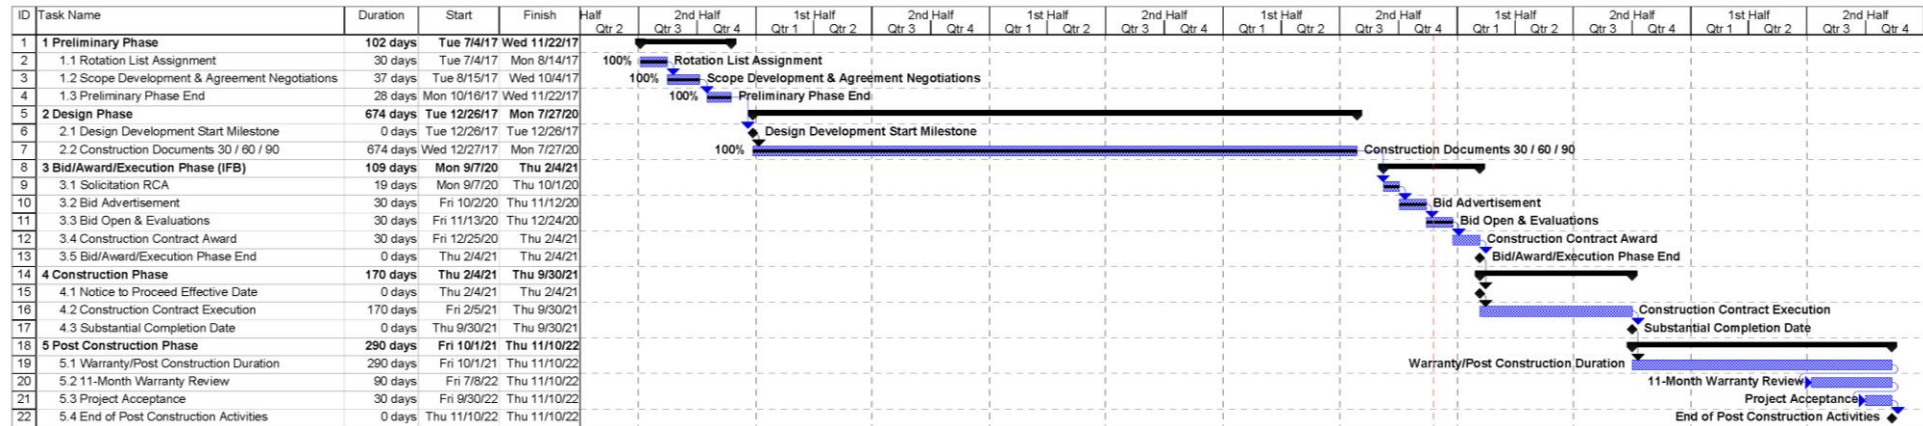 ID Task Name Duration Start Finish Half 2nd Half 1st Half 2nd Half 1st Half 2nd Half 1st Half 2nd Half 1st Half 2nd Half 1st Half 2nd Half
Qtr 2 Qtr 3 Qtr 4 Qtr 1 Qtr 2 Qtr 3 Qtr 4 Qtr 1 Qtr 2 Qtr 3 Qtr 4 Qtr 1 Qtr 2 Qtr 3 Qtr 4 Qtr 1 Qtr 2 Qtr 3 Qtr 4 Qtr 1 Qtr 2 Qtr 3 Qtr 4
1 1 Preliminary Phase 102 days Tue 7/4/17 Wed 11/22/17
2 1.1 Rotation List Assignment 30 days Tue 7/4/17 Mon 8/14/17 100% Rotation List Assignment
3 1.2 Scope Development & Agreement Negotiations 37 days Tue 8/15/17 Wed 10/4/17 100% Scope Development & Agreement Negotiations
4 1.3 Preliminary Phase End 28 days Mon 10/16/17 Wed 11/22/17 100% Preliminary Phase End
5 2 Design Phase 674 days Tue 12/26/17 Mon 7/27/20
6 2.1 Design Development Start Milestone 0 days Tue 12/26/17 Tue 12/26/17 Design Development Start Milestone
7 2.2 Construction Documents 30 / 60 / 90 674 days Wed 12/27/17 Mon 7/27/20 100% Construction Documents 30 / 60 / 90
8 3 Bid/Award/Execution Phase (IFB) 109 days Mon 9/7/20 Thu 2/4/21
9 3.1 Solicitation RCA 19 days Mon 9/7/20 Thu 10/1/20
10 3.2 Bid Advertisement 30 days Fri 10/2/20 Thu 11/12/20 Bid Advertisement
11 3.3 Bid Open & Evaluations 30 days Fri 11/13/20 Thu 12/24/20 Bid Open & Evaluations
12 3.4 Construction Contract Award 30 days Fri 12/25/20 Thu 2/4/21 Construction Contract Award
13 3.5 Bid/Award/Execution Phase End 0 days Thu 2/4/21 Thu 2/4/21 Bid/Award/Execution Phase End
14 4 Construction Phase 170 days Thu 2/4/21 Thu 9/30/21
15 4.1 Notice to Proceed Effective Date 0 days Thu 2/4/21 Thu 2/4/21
16 4.2 Construction Contract Execution 170 days Fri 2/5/21 Thu 9/30/21 Construction Contract Execution
17 4.3 Substantial Completion Date 0 days Thu 9/30/21 Thu 9/30/21 Substantial Completion Date
18 5 Post Construction Phase 290 days Fri 10/1/21 Thu 11/10/22
19 5.1 Warranty/Post Construction Duration 290 days Fri 10/1/21 Thu 11/10/22 Warranty/Post Construction Duration
20 5.2 11-Month Warranty Review 90 days Fri 7/8/22 Thu 11/10/22 11-Month Warranty Review
21 5.3 Project Acceptance 30 days Fri 9/30/22 Thu 11/10/22 Project Acceptance
22 5.4 End of Post Construction Activities 0 days Thu 11/10/22 Thu 11/10/22 End of Post Construction Activities